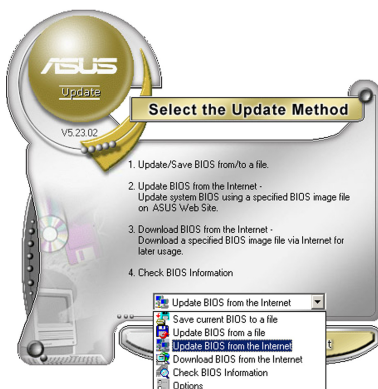 ASUS
Update
V5.23.02
Select the Update Method
1. Update/Save BIOS from/to a file.
2. Update BIOS from the Internet -
Update system BIOS using a specified BIOS image file
on ASUS Web Site.
3. Download BIOS from the Internet -
Download a specified BIOS image file via Internet for
later usage.
4. Check BIOS Information
Update BIOS from the Internet
Save current BIOS to a file
Update BIOS from a file
Update BIOS from the Internet
Download BIOS from the Internet
Check BIOS Information
Options